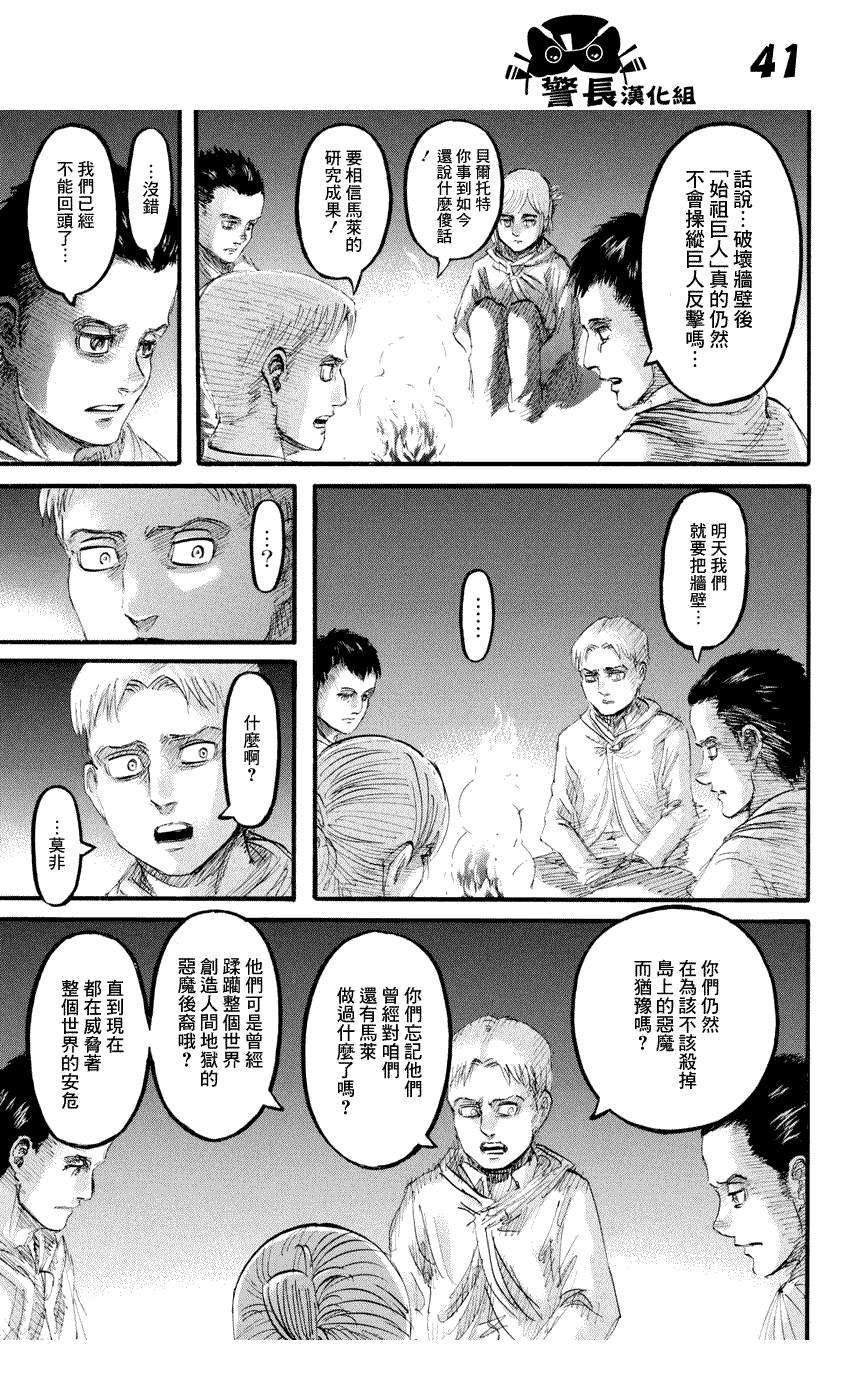 警長漢化組
41
話說…破壞牆壁後
「始祖巨人」真的仍然
不會操縱巨人反擊嗎…
貝爾托特
你事到如今
還說什麼傻話
！
要相信馬萊的
研究成果！
…沒錯
我們已經
不能回頭了…
明天我們
就要把牆壁…
……
…？
什麼啊？
…莫非
你們仍然
在為該不該殺掉
島上的惡魔
而猶豫嗎？
你們忘記他們
曾經對咱們
還有馬萊
做過什麼了嗎？
他們可是曾經
蹂躪整個世界
創造人間地獄的
惡魔後裔哦？
直到現在
都在威脅著
整個世界的安危